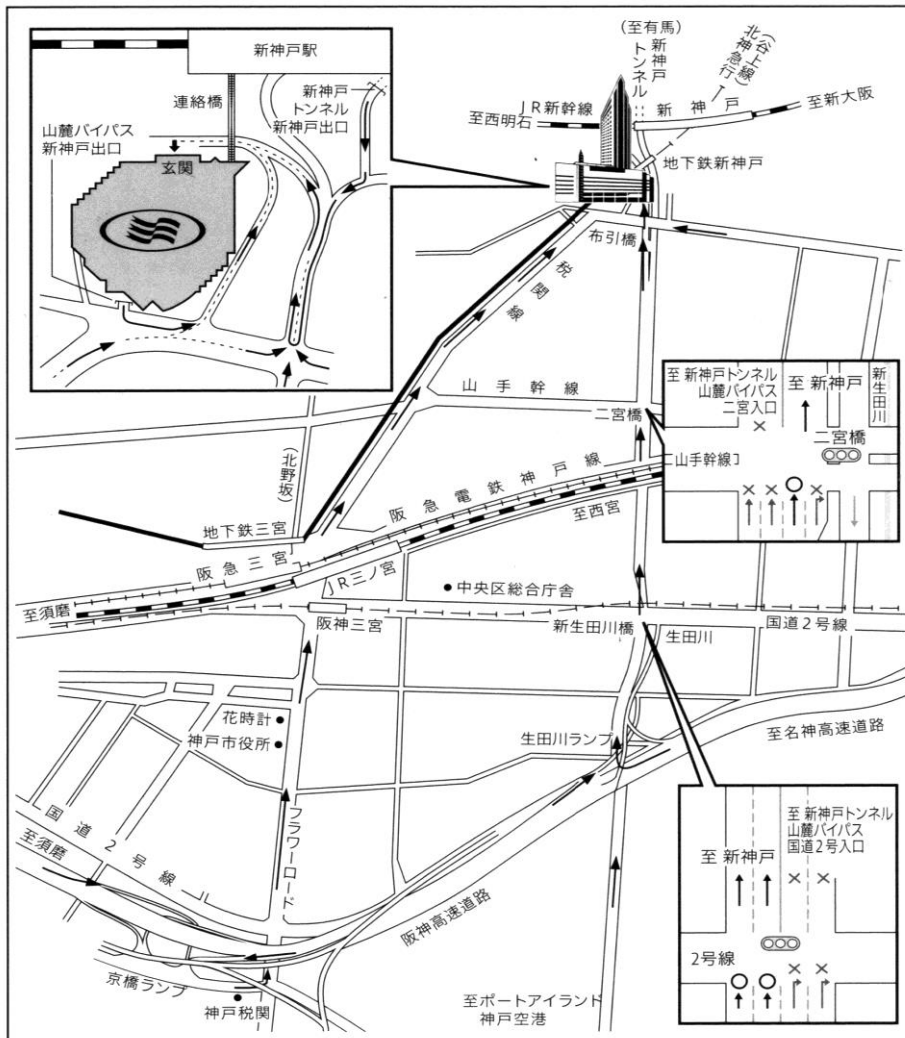 新神戸駅
連絡橋
新神戸
トンネル
新神戸出口
山麓バイパス
新神戸出口
玄関
(至有馬)
新神戸
トンネル
(谷上線)
北神急行
JR新幹線
至西明石
新神戸
至新大阪
地下鉄新神戸
布引橋
税関線
山手幹線
二宮橋
至 新神戸トンネル
山麓バイパス
二宮入口
至 新神戸
新生田川
二宮橋
山手幹線
(北野坂)
阪急電鉄神戸線
至西宮
地下鉄三宮
阪急三宮
JR三ノ宮
中央区総合庁舎
至須磨
阪神三宮
新生田川橋
生田川
国道2号線
花時計
神戸市役所
生田川ランプ
至名神高速道路
国道2号線
至須磨
フラワーロード
阪神高速道路
京橋ランプ
神戸税関
至ポートアイランド
神戸空港
至 新神戸トンネル
山麓バイパス
国道2号入口
至 新神戸
2号線